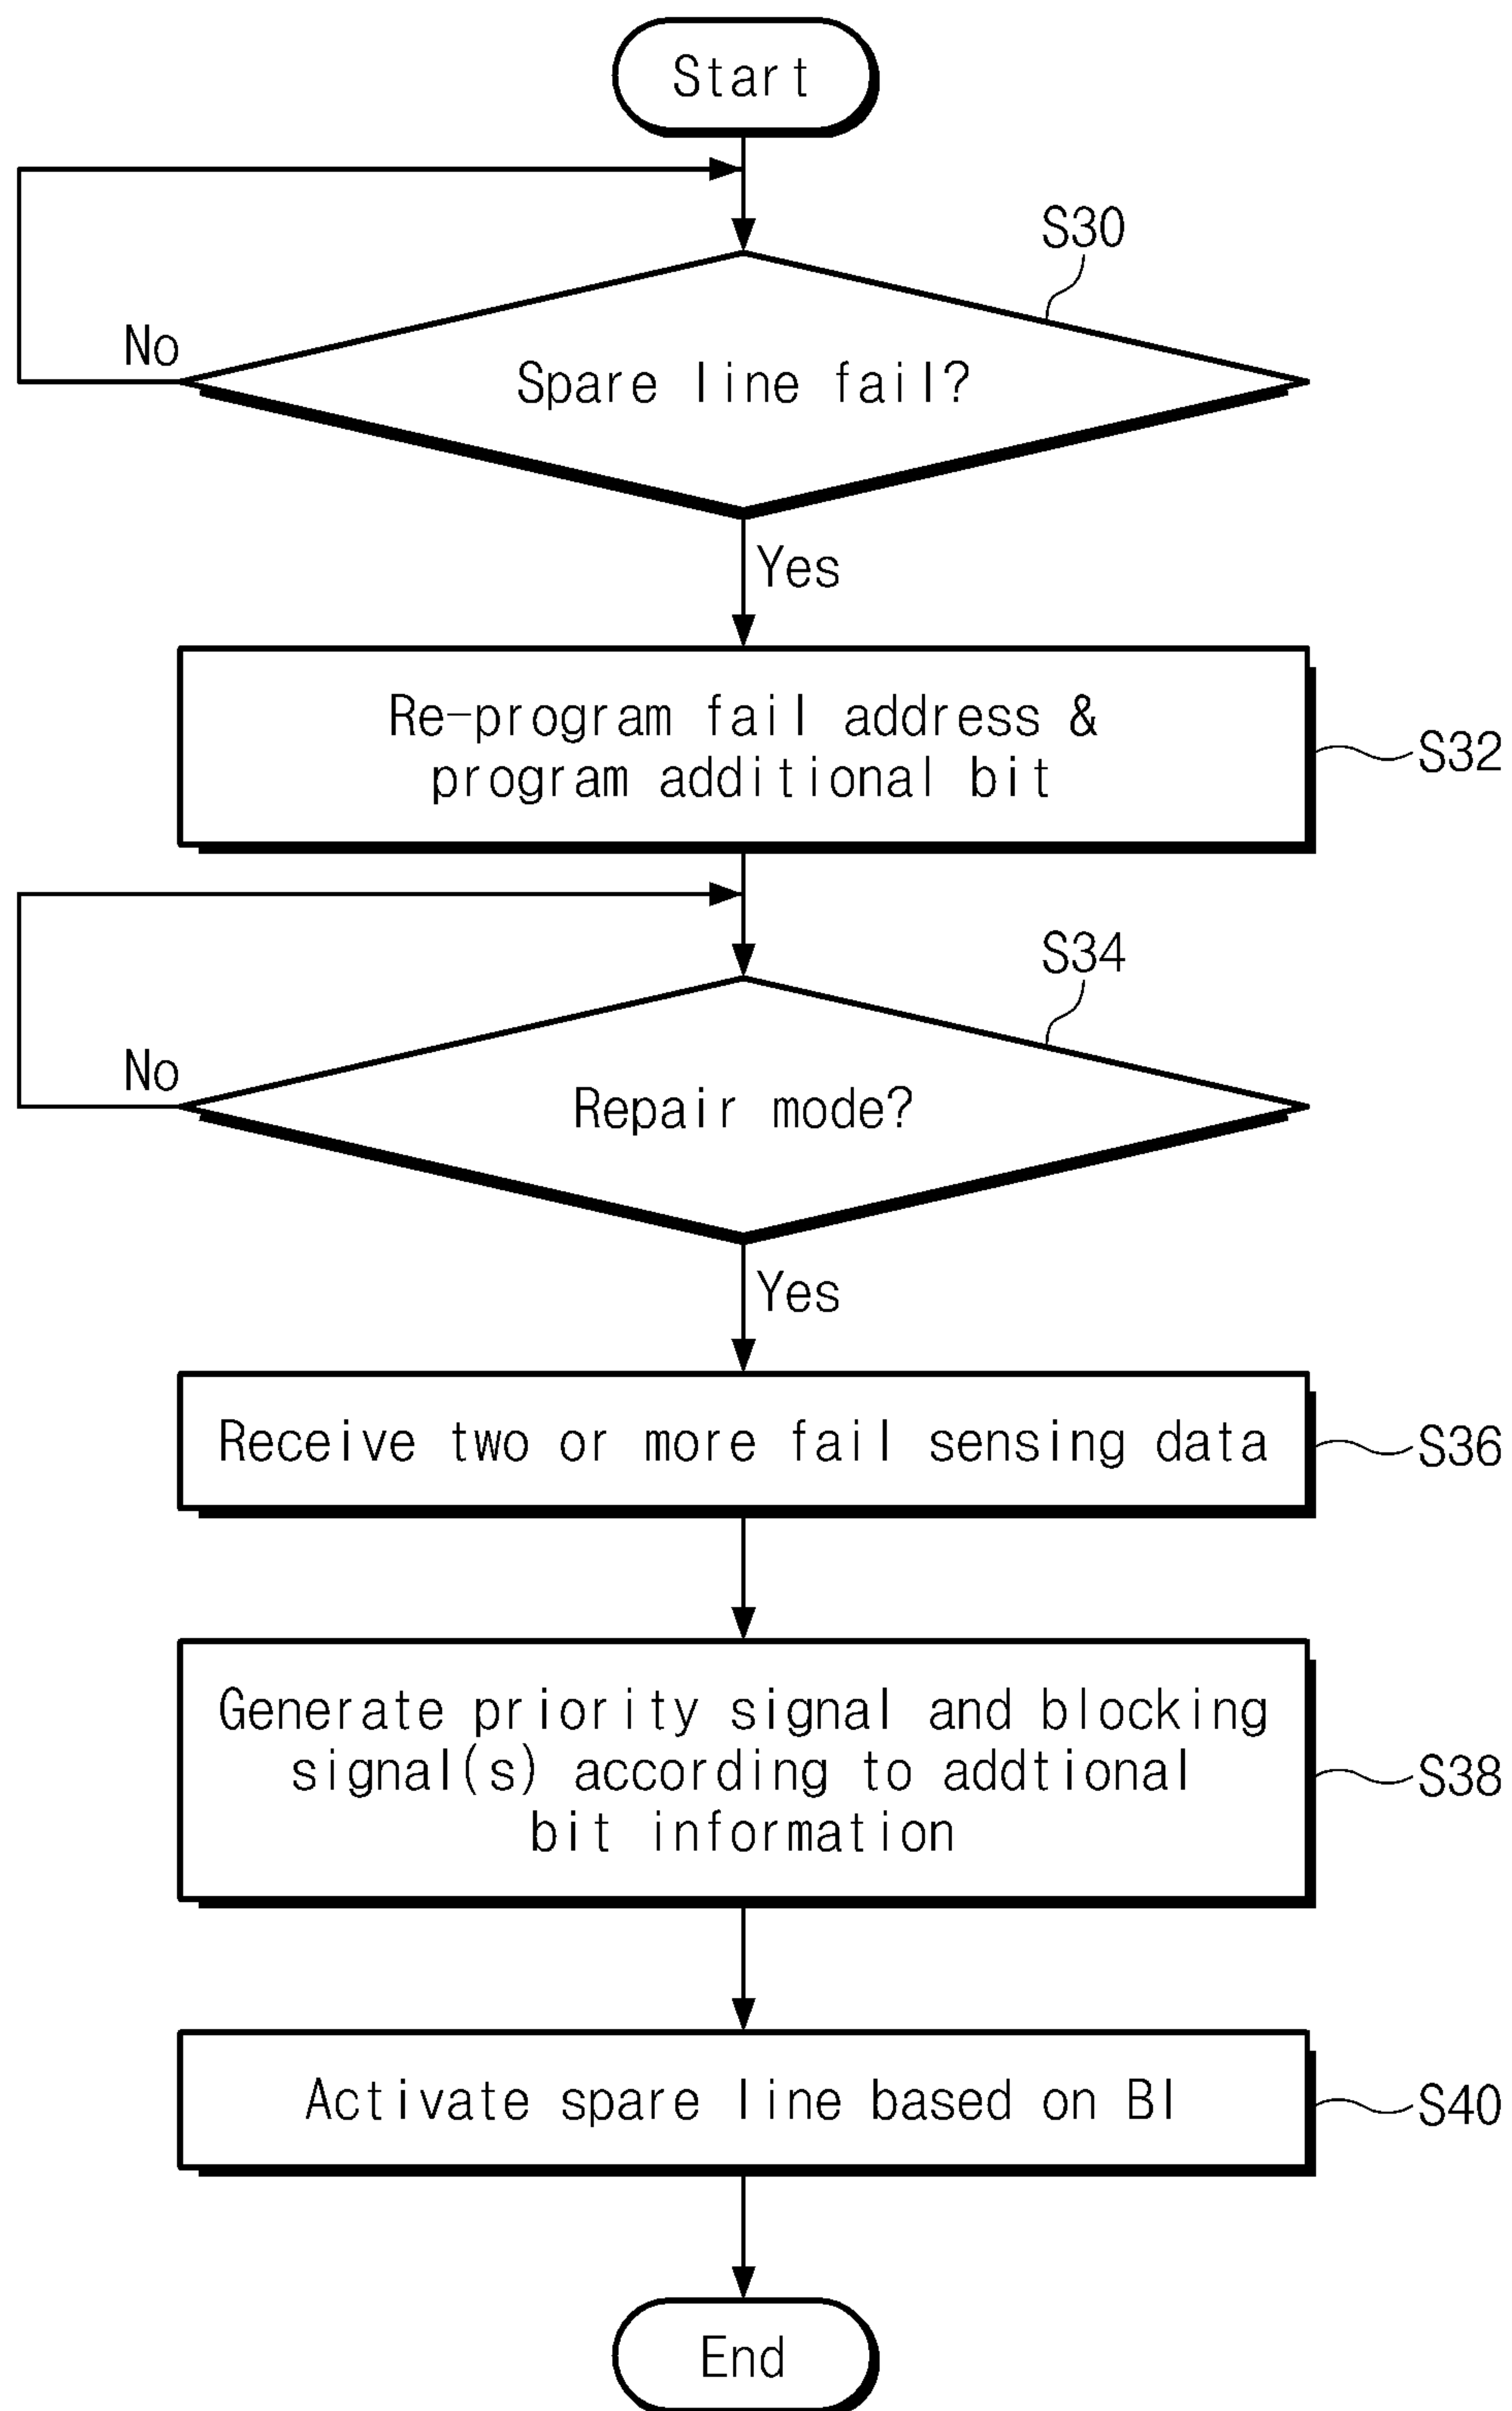 Start
S30
No
Spare line fail?
Yes
Re-program fail address &
program additional bit
S32
S34
No
Repair mode?
Yes
Receive two or more fail sensing data
S36
Generate priority signal and blocking
signal(s) according to addtional
bit information
S38
Activate spare line based on BI
S40
End